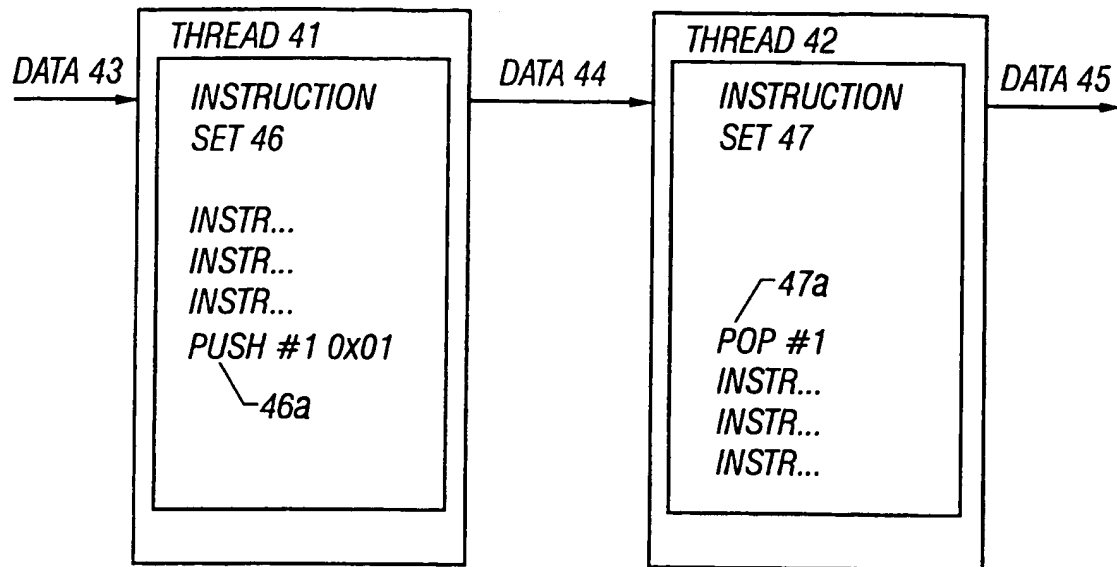 DATA 43
THREAD 41
INSTRUCTION
SET 46
INSTR...
INSTR...
INSTR...
PUSH #1 0x01
46a
DATA 44
THREAD 42
INSTRUCTION
SET 47
47a
POP #1
INSTR...
INSTR...
INSTR...
DATA 45